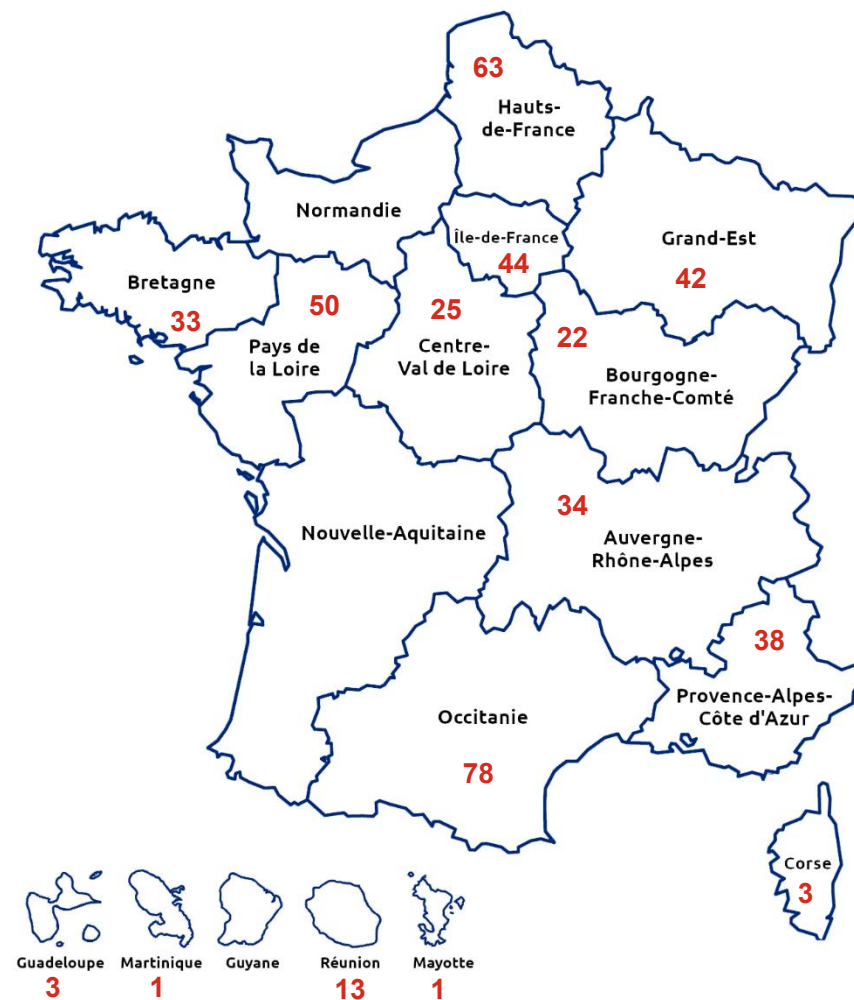 63
Hauts-
de-France
Normandie
Île-de-France
44
Grand-Est
42
Bretagne
33
50
Pays de
la Loire
25
Centre-
Val de Loire
22
Bourgogne-
Franche-Comté
34
Auvergne-
Rhône-Alpes
Nouvelle-Aquitaine
38
Provence-Alpes-
Côte d'Azur
Occitanie
78
Corse
3
Guadeloupe
3
Martinique
1
Guyane
Réunion
13
Mayotte
1